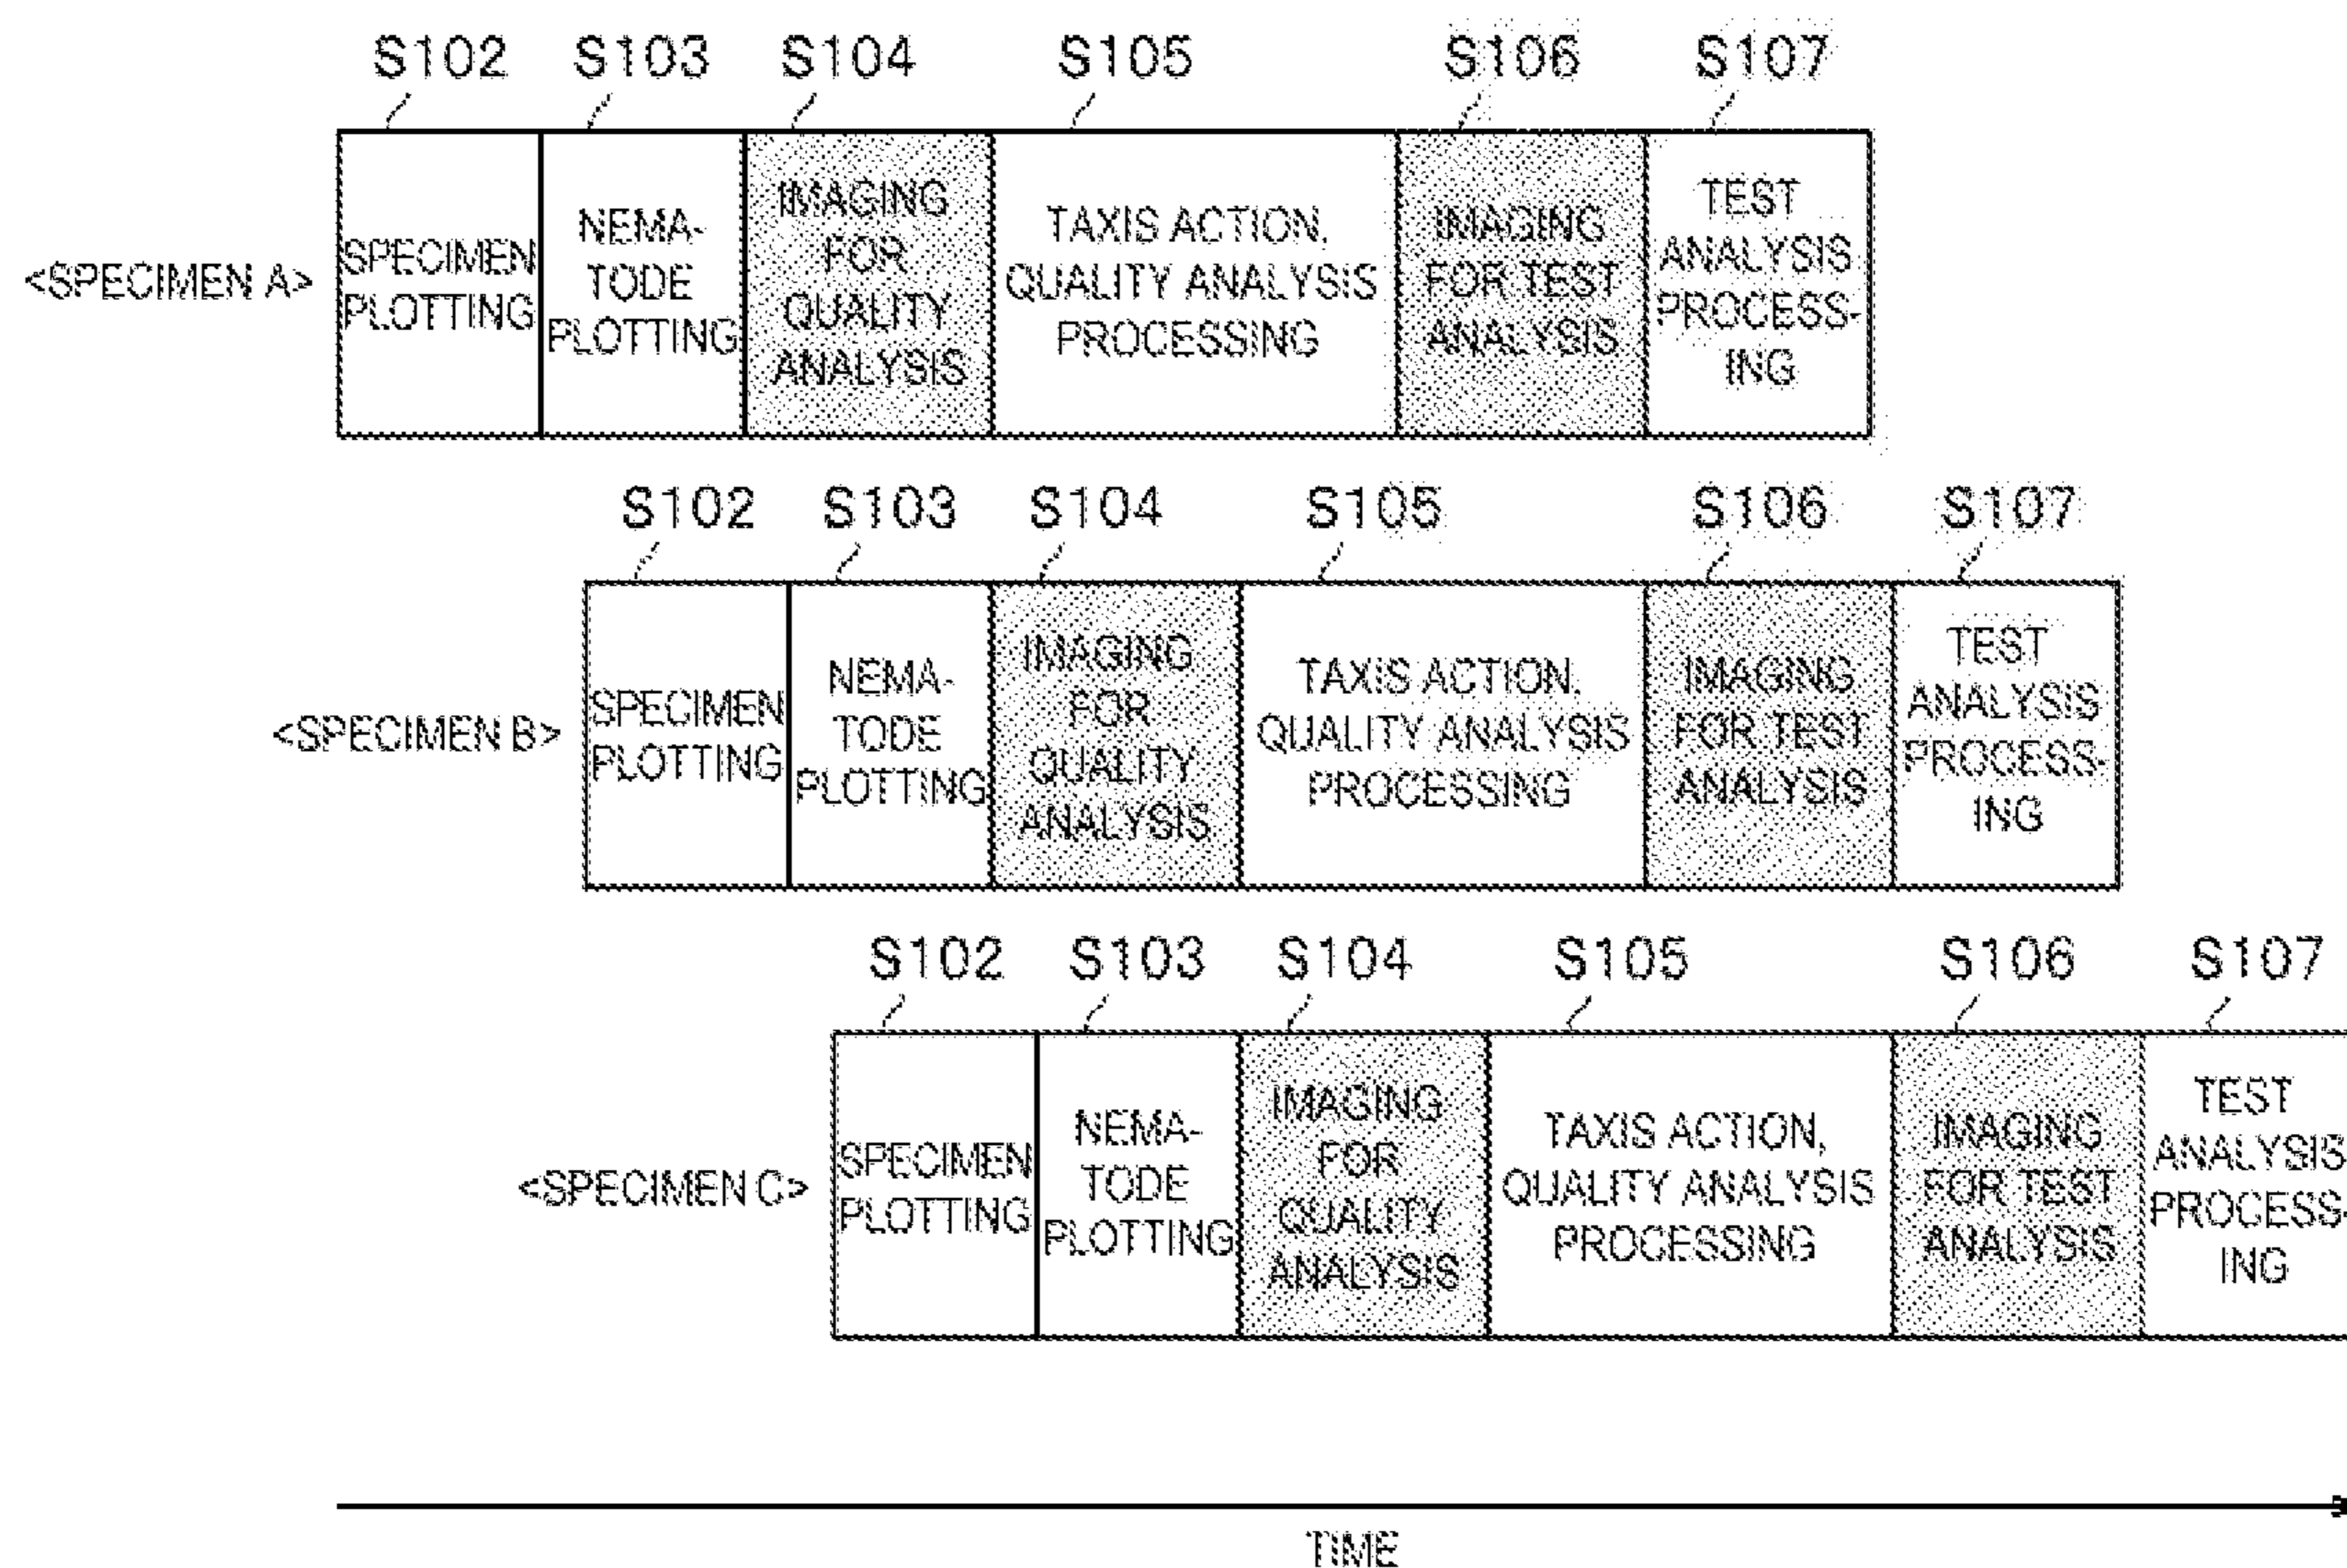 S102 S103 S104 S105 S106 S107
<SPECIMEN A>
SPECIMEN
PLOTTING
NEMA-
TODE
PLOTTING
IMAGING
FOR
QUALITY
ANALYSIS
TAXIS ACTION,
QUALITY ANALYSIS
PROCESSING
IMAGING
FOR TEST
ANALYSIS
TEST
ANALYSIS
PROCESS-
ING
S102 S103 S104 S105 S106 S107
<SPECIMEN B>
SPECIMEN
PLOTTING
NEMA-
TODE
PLOTTING
IMAGING
FOR
QUALITY
ANALYSIS
TAXIS ACTION,
QUALITY ANALYSIS
PROCESSING
IMAGING
FOR TEST
ANALYSIS
TEST
ANALYSIS
PROCESS-
ING
S102 S103 S104 S105 S106 S107
<SPECIMEN C>
SPECIMEN
PLOTTING
NEMA-
TODE
PLOTTING
IMAGING
FOR
QUALITY
ANALYSIS
TAXIS ACTION,
QUALITY ANALYSIS
PROCESSING
IMAGING
FOR TEST
ANALYSIS
TEST
ANALYSIS
PROCESS-
ING
TIME